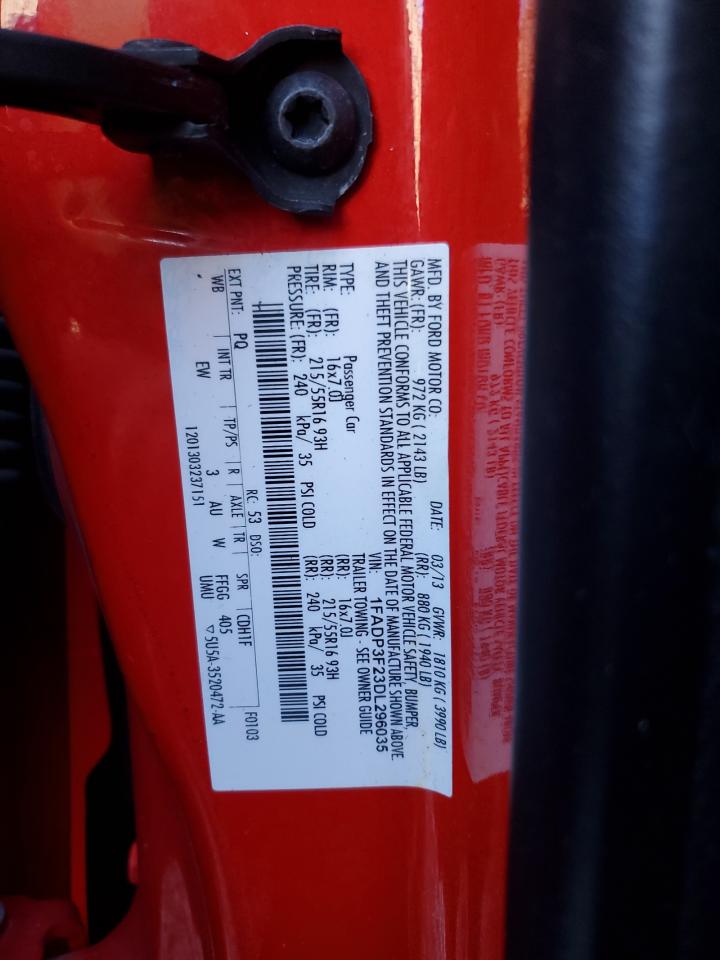 MFD. BY FORD MOTOR CO. DATE: 03/13 GVWR: 1810 KG ( 3990 LB)
GAWR: (FR): 972 KG ( 2143 LB) (RR): 880 KG ( 1940 LB)
THIS VEHICLE CONFORMS TO ALL APPLICABLE FEDERAL MOTOR VEHICLE SAFETY, BUMPER,
AND THEFT PREVENTION STANDARDS IN EFFECT ON THE DATE OF MANUFACTURE SHOWN ABOVE.
VIN: 1FADP3F23DL296035
TYPE: Passenger Car TRAILER TOWING - SEE OWNER GUIDE
RIM: (FR): 16x7.0J (RR): 16x7.0J
TIRE: (FR): 215/55R16 93H (RR): 215/55R16 93H
PRESSURE: (FR): 240 kPa/ 35 PSI COLD (RR): 240 kPa/ 35 PSI COLD
RC: 53 DSO: F0103
EXT PNT: PQ INT TR TP/PS R AXLE TR SPR CDH1F
WB EW 3 AU W FFGG 405
UMU
1201303237151 ▽5U5A-3520472-AA